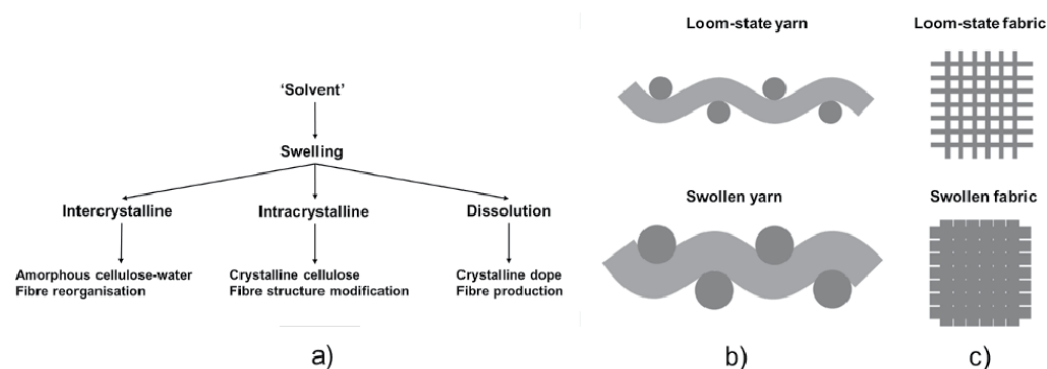 ‘Solvent’
Swelling
Intercrystalline Intracrystalline Dissolution
Amorphous cellulose-water Crystalline cellulose Crystalline dope
Fibre reorganisation Fibre structure modification Fibre production
a)
Loom-state yarn
Swollen yarn
b)
Loom-state fabric
Swollen fabric
c)